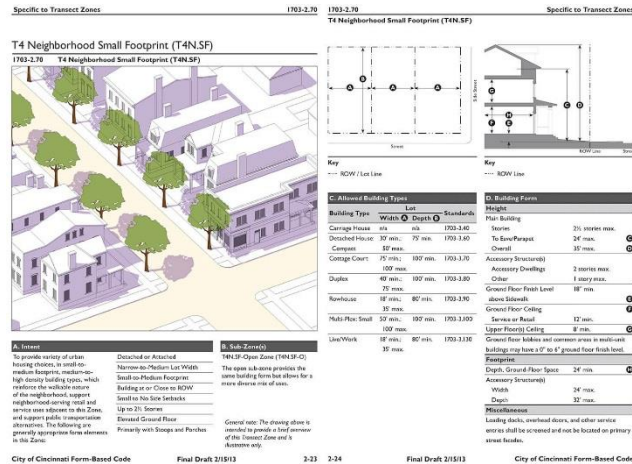 Specific to Transect Zones
1703-2.70
T4 Neighborhood Small Footprint (T4N.SF)
1703-2.70 T4 Neighborhood Small Footprint (T4N.SF)
A. Intent
To provide variety of urban
housing choices, in small-to-
medium footprint, medium-to-
high density building types, which
reinforce the walkable nature
of the neighborhood, support
neighborhood-serving retail and
service uses adjacent to this Zone,
and support public transportation
alternatives. The following are
generally appropriate form elements
in this Zone:
Detached or Attached
Narrow-to-Medium Lot Width
Small-to-Medium Footprint
Building at or Close to ROW
Small to No Side Setbacks
Up to 2½ Stories
Elevated Ground Floor
Primarily with Stoops and Porches
B. Sub-Zone(s)
T4N.SF-Open Zone (T4N.SF-O)
The open sub-zone provides the
same building form but allows for a
more diverse mix of uses.
General note: The drawing above is
intended to provide a brief overview
of this Transect Zone and is
illustrative only.
City of Cincinnati Form-Based Code
Final Draft 2/15/13
2-23
1703-2.70
Specific to Transect Zones
T4 Neighborhood Small Footprint (T4N.SF)
B
A A A
Side Street
Street
Key
ROW / Lot Line
G
H
C D
F
E
ROW Line
Street
Key
ROW Line
C. Allowed Building Types
Building Type Lot Standards
Width A Depth B
Carriage House n/a n/a 1703-3.40
Detached House 30' min.; 75' min. 1703-3.60
Compact 50' max.
Cottage Court 75' min.; 100' min. 1703-3.70
100' max.
Duplex 40' min.; 100' min. 1703-3.80
75' max.
Rowhouse 18' min.; 80' min. 1703-3.90
35' max.
Multi-Plex: Small 50' min.; 100' min. 1703-3.100
100' max.
Live/Work 18' min.; 80' min. 1703-3.130
35' max.
D. Building Form
Height
Main Building
Stories 2½ stories max.
To Eave/Parapet 24' max. C
Overall 35' max. D
Accessory Structure(s)
Accessory Dwellings 2 stories max.
Other 1 story max.
Ground Floor Finish Level 18" min.
above Sidewalk E
Ground Floor Ceiling F
Service or Retail 12' min.
Upper Floor(s) Ceiling 8' min. G
Ground floor lobbies and common areas in multi-unit
buildings may have a 0" to 6" ground floor finish level.
Footprint
Depth, Ground-Floor Space 24' min. H
Accessory Structure(s)
Width 24' max.
Depth 32' max.
Miscellaneous
Loading docks, overhead doors, and other service
entries shall be screened and not be located on primary
street facades.
2-24
Final Draft 2/15/13
City of Cincinnati Form-Based Code